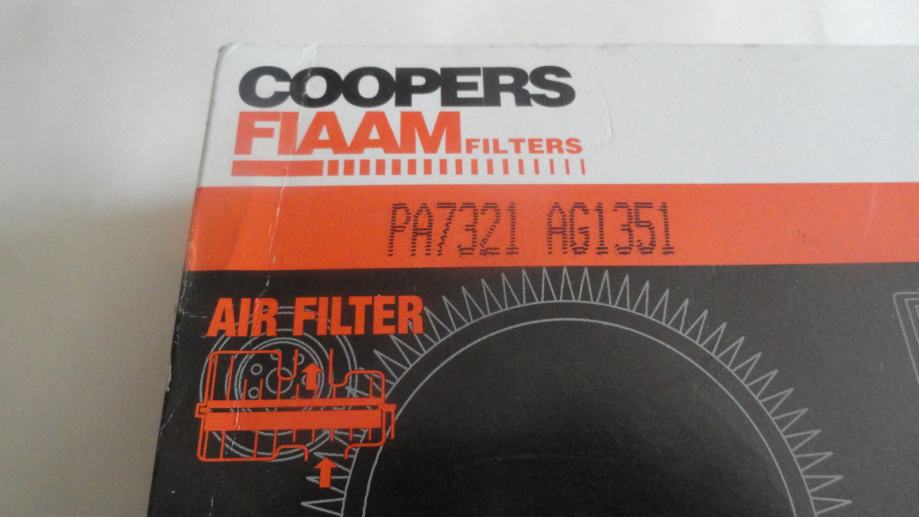 COOPERS
FIAAM FILTERS
PA7321 AG1351
AIR FILTER